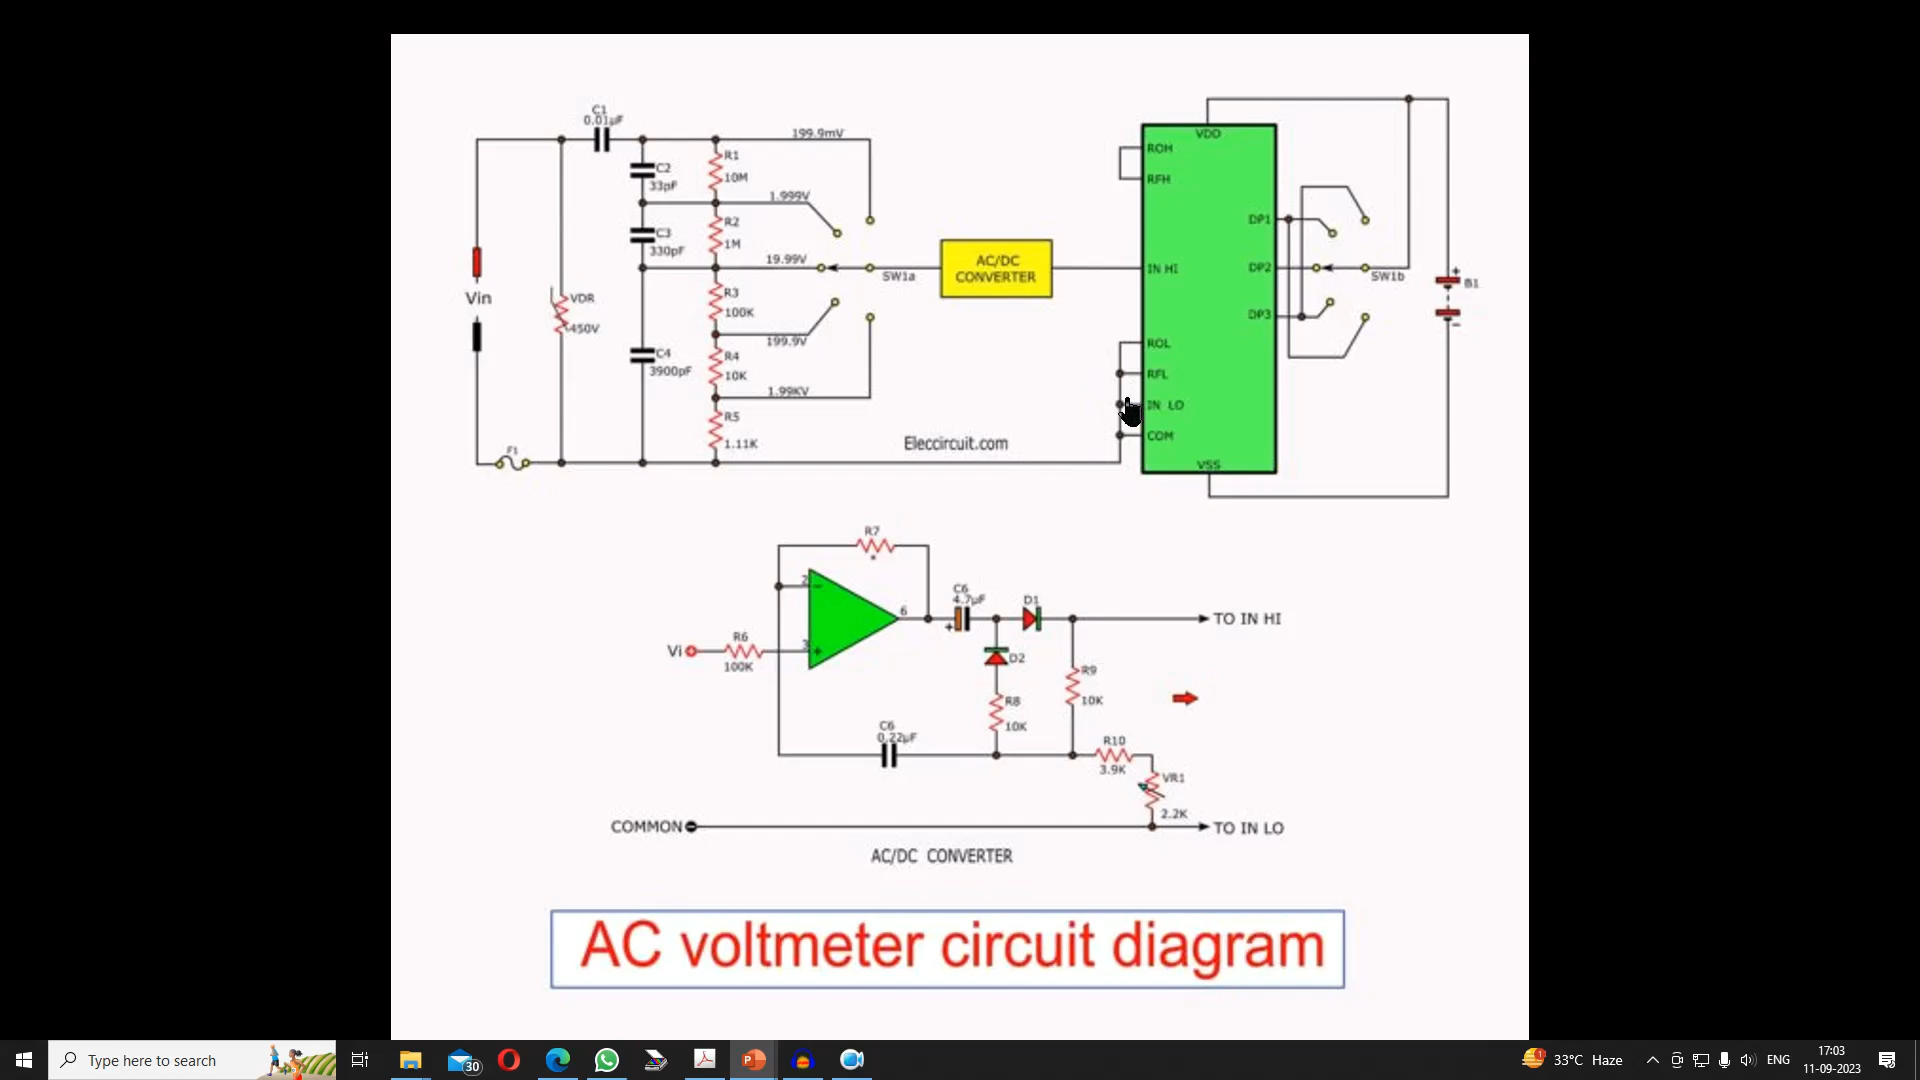 C1
0.01µF
199.9mV
VDD
R1
10M
C2
33pF
ROH
RFH
1.999V
R2
1M
C3
330pF
DP1
19.99V
SW1a
AC/DC
CONVERTER
IN HI
DP2
SW1b
B1
+
Vin
VDR
450V
R3
100K
DP3
199.9V
ROL
C4
3900pF
R4
10K
RFL
1.99KV
IN LO
R5
1.11K
Eleccircuit.com
COM
F1
VSS
R7
*
2
-
C6
4.7µF
+
D1
6
TO IN HI
Vi
R6
100K
3
+
D2
R9
10K
R8
10K
C6
0.22µF
R10
3.9K
VR1
2.2K
COMMON
TO IN LO
AC/DC CONVERTER
AC voltmeter circuit diagram
Type here to search
30
1
33°C Haze
ENG
17:03
11-09-2023